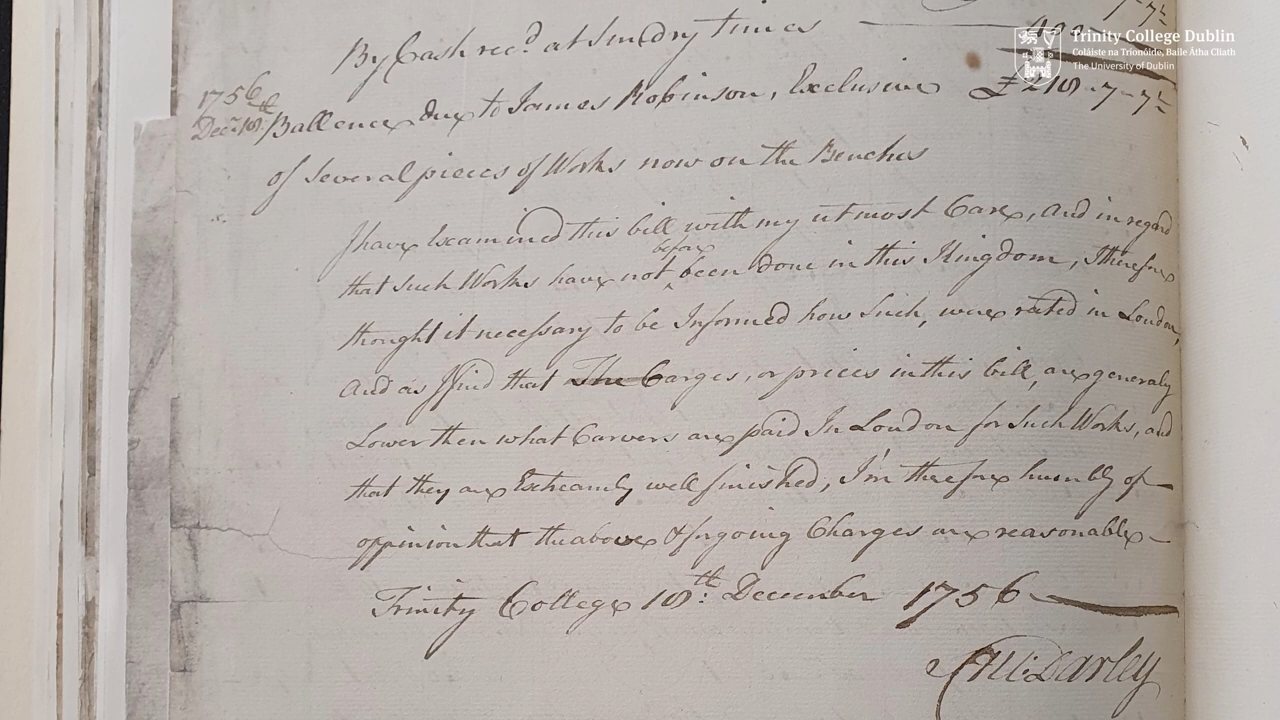 By Cash recd at Sundry times
Trinity College Dublin
Coláiste na Tríonóide, Baile Átha Cliath
The University of Dublin
1756
Decr 18th Ballence due to James Robinson, Exclusive £ 218-7-7½
of several pieces of Works now on the Benches
I have Examined this bill with my utmost Care, and in regard
that such Works have not before been done in this Kingdom, I therefore
thought it necessary to be Informed how such, were rated in London,
And as I find that The Carges, or prices in this bill, are generaly
Lower then what Carvers are paid In London for Such Works, and
that they are Extreamly well finished, I'm therefore humbly of
oppinion that the above & forgoing Charges are reasonable
Trinity College 18th: December 1756
Darley